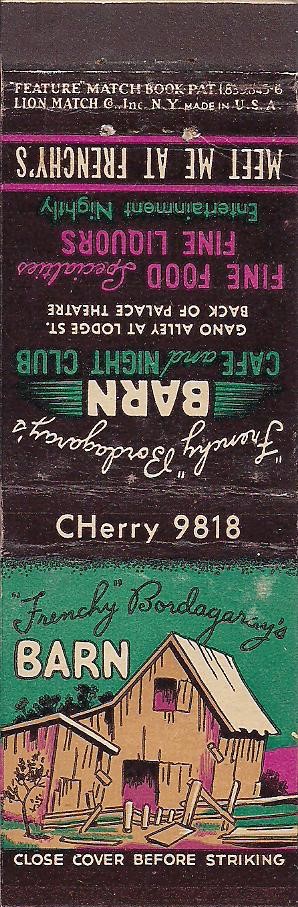 "FEATURE" MATCH BOOK PAT.
LION MATCH Co., Inc. N.Y. MADE IN U.S.A.
"Frenchy" Bordagaray's
BARN
CAFE and NIGHT CLUB
GANO ALLEY AT LODGE ST.
BACK OF PALACE THEATRE
FINE FOOD Specialties
FINE LIQUORS
Entertainment Nightly
MEET ME AT FRENCHY'S
CHerry 9818
"Frenchy" Bordagaray's
BARN
CLOSE COVER BEFORE STRIKING